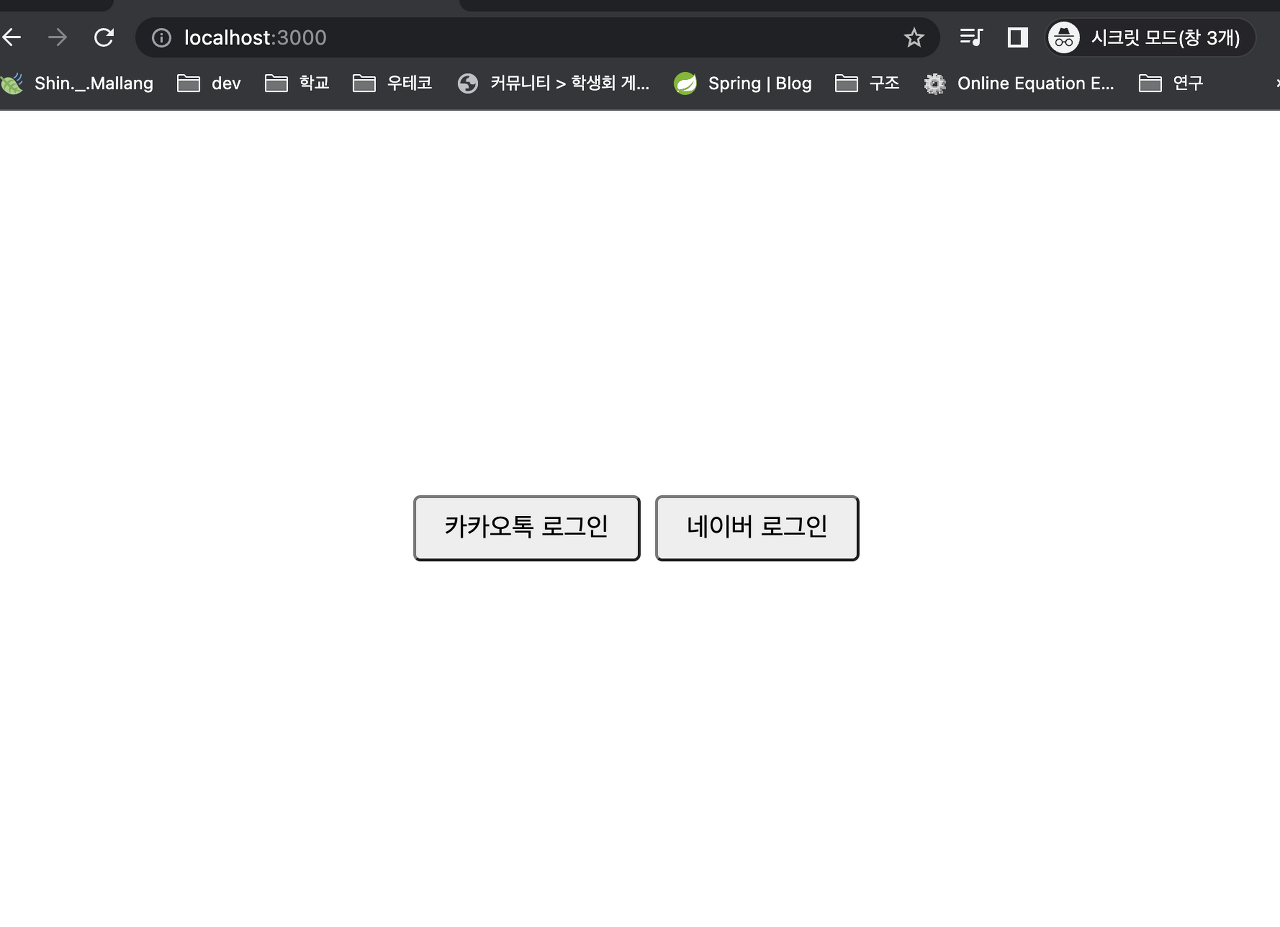 localhost:3000
시크릿 모드(창 3개)
Shin._.Mallang dev 학교 우테코 커뮤니티 > 학생회 게... Spring | Blog 구조 Online Equation E... 연구
카카오톡 로그인 네이버 로그인